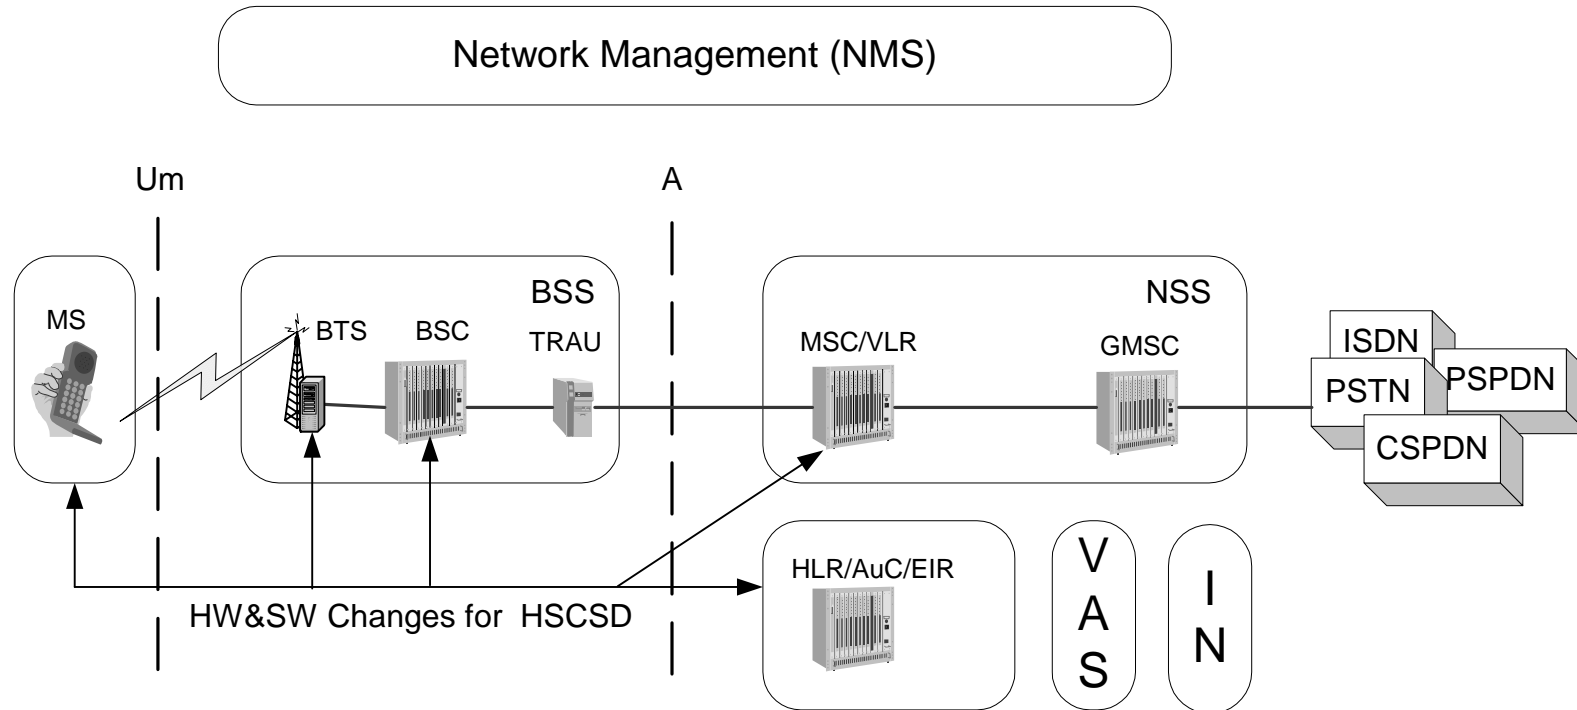 Network Management (NMS)
Um
A
BSS
NSS
MS
BTS
BSC
TRAU
MSC/VLR
GMSC
ISDN
PSTN
PSPDN
CSPDN
HLR/AuC/EIR
HW&SW Changes for HSCSD
V
A
S
I
N